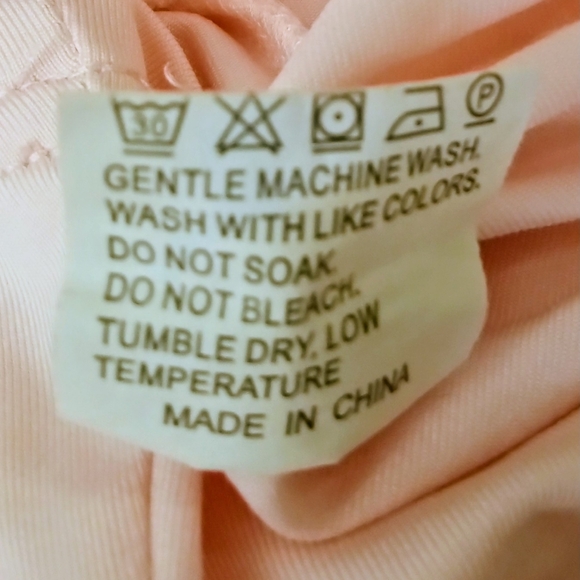 30 P
GENTLE MACHINE WASH.
WASH WITH LIKE COLORS.
DO NOT SOAK.
DO NOT BLEACH.
TUMBLE DRY, LOW
TEMPERATURE
MADE IN CHINA